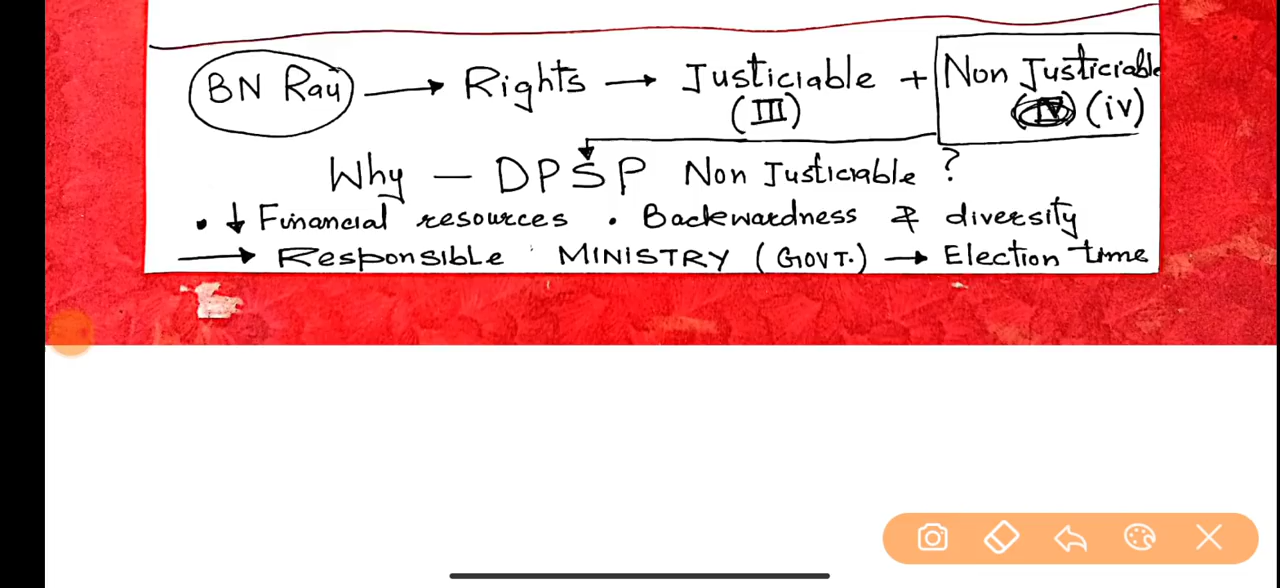 BN Rau → Rights → Justiciable + Non Justiciable
(III) (iv)
Why — DPSP Non Justiciable ?
• ↓ Financial resources • Backwardness & diversity
→ Responsible MINISTRY (GOVT.) → Election time